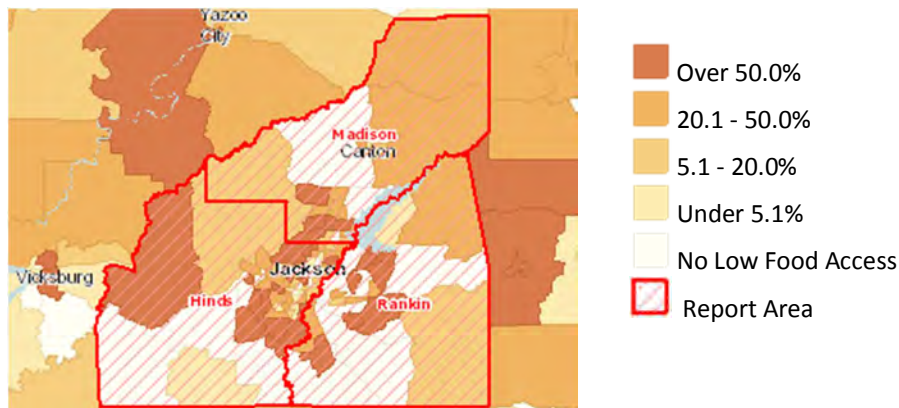 Yazoo
City
Madison
Canton
Vicksburg
Jackson
Hinds
Rankin
Over 50.0%
20.1 - 50.0%
5.1 - 20.0%
Under 5.1%
No Low Food Access
Report Area